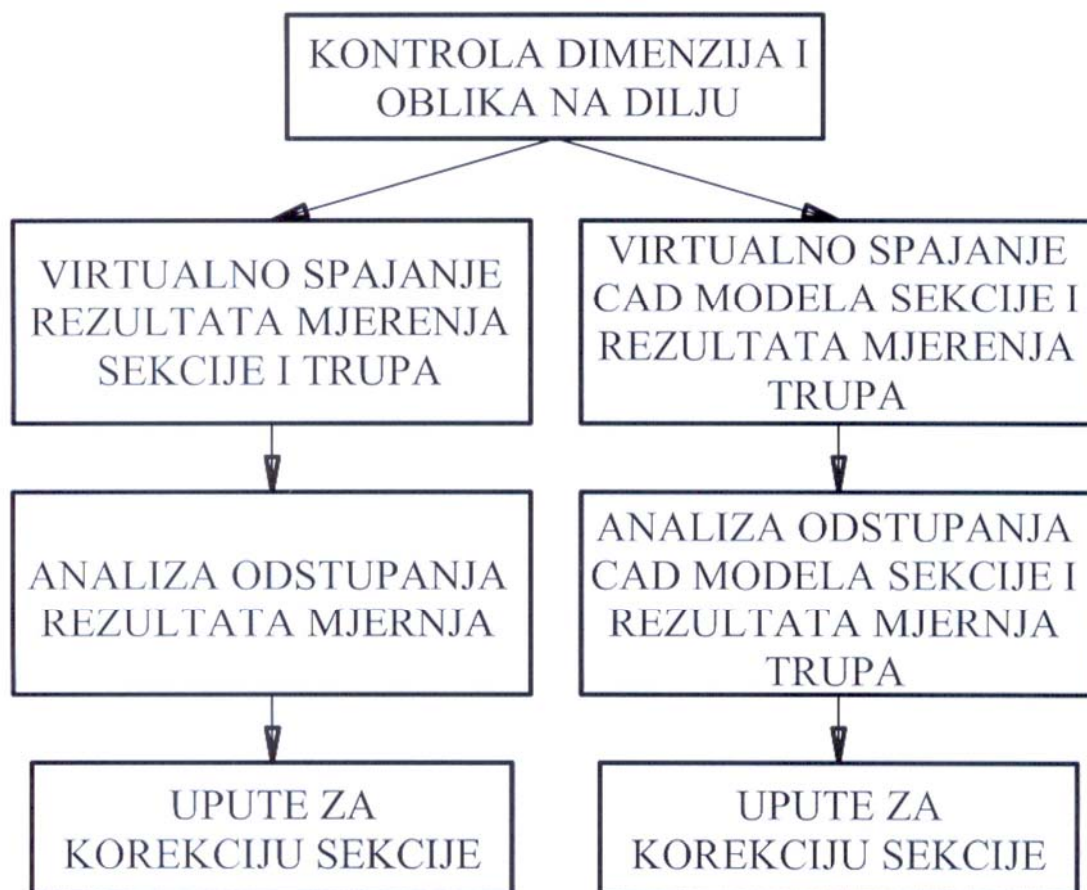 KONTROLA DIMENZIJA I
OBLIKA NA DILJU
VIRTUALNO SPAJANJE
REZULTATA MJERENJA
SEKCIJE I TRUPA
VIRTUALNO SPAJANJE
CAD MODELA SEKCIJE I
REZULTATA MJERENJA
TRUPA
ANALIZA ODSTUPANJA
REZULTATA MJERNJA
ANALIZA ODSTUPANJA
CAD MODELA SEKCIJE I
REZULTATA MJERNJA
TRUPA
UPUTE ZA
KOREKCIJU SEKCIJE
UPUTE ZA
KOREKCIJU SEKCIJE